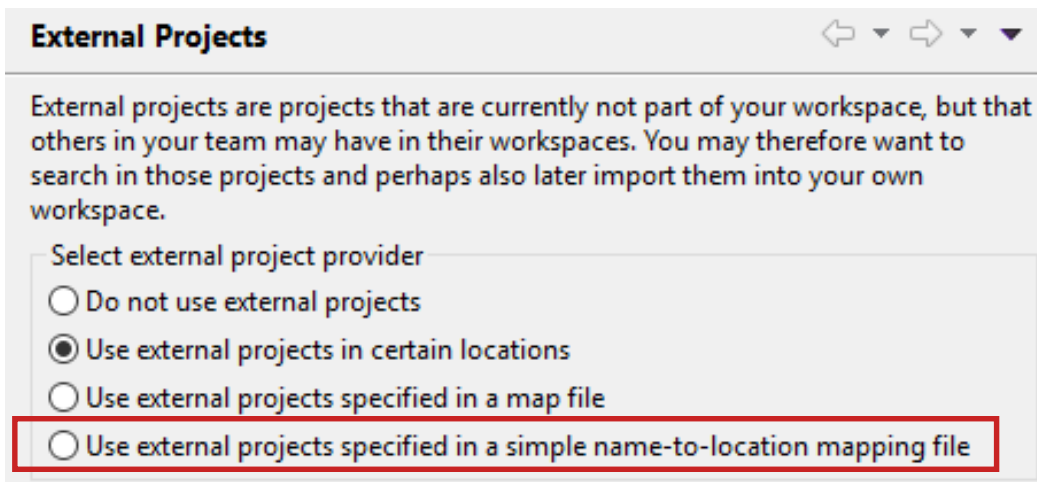 External Projects
External projects are projects that are currently not part of your workspace, but that
others in your team may have in their workspaces. You may therefore want to
search in those projects and perhaps also later import them into your own
workspace.
Select external project provider
Do not use external projects
Use external projects in certain locations
Use external projects specified in a map file
Use external projects specified in a simple name-to-location mapping file